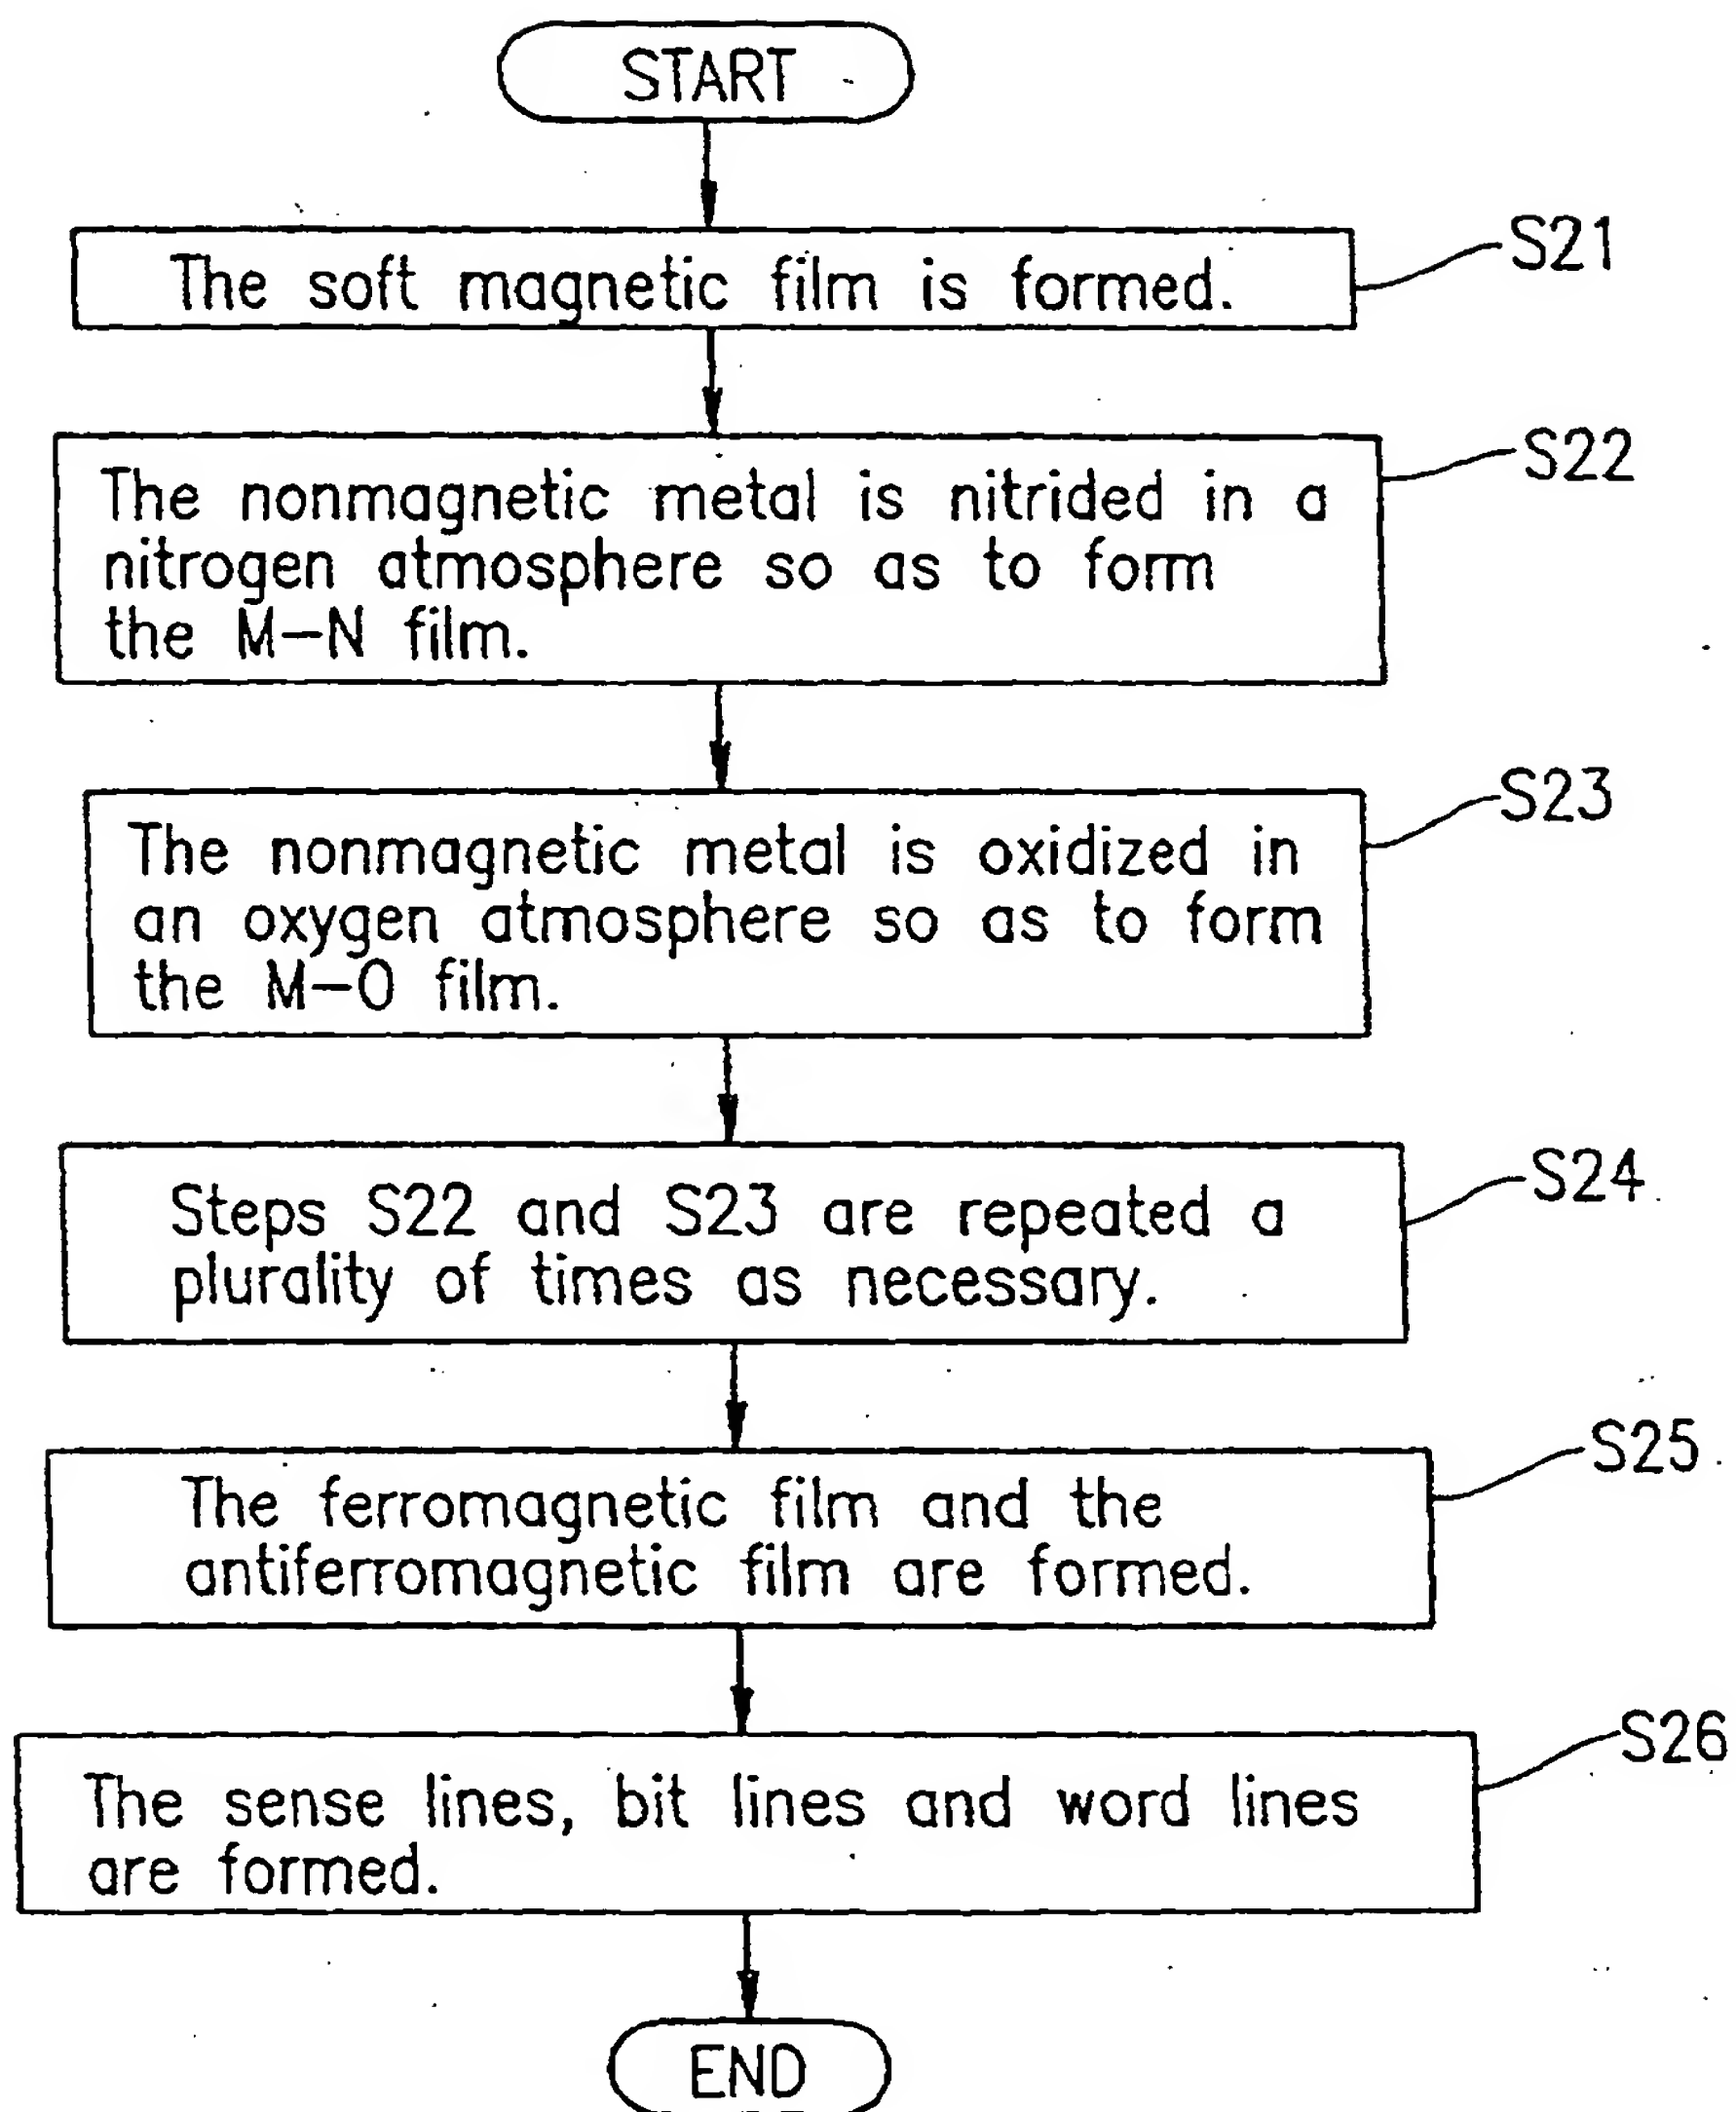 START
The soft magnetic film is formed.
S21
The nonmagnetic metal is nitrided in a
nitrogen atmosphere so as to form
the M-N film.
S22
The nonmagnetic metal is oxidized in
an oxygen atmosphere so as to form
the M-O film.
S23
Steps S22 and S23 are repeated a
plurality of times as necessary.
S24
The ferromagnetic film and the
antiferromagnetic film are formed.
S25
The sense lines, bit lines and word lines
are formed.
S26
END